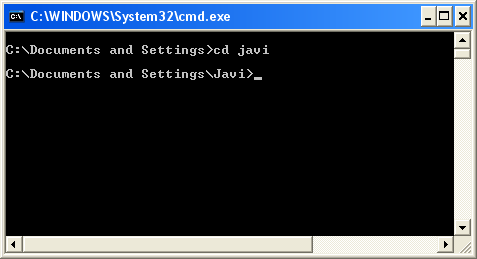 C:\WINDOWS\System32\cmd.exe
C:\Documents and Settings>cd javi
C:\Documents and Settings\Javi>_